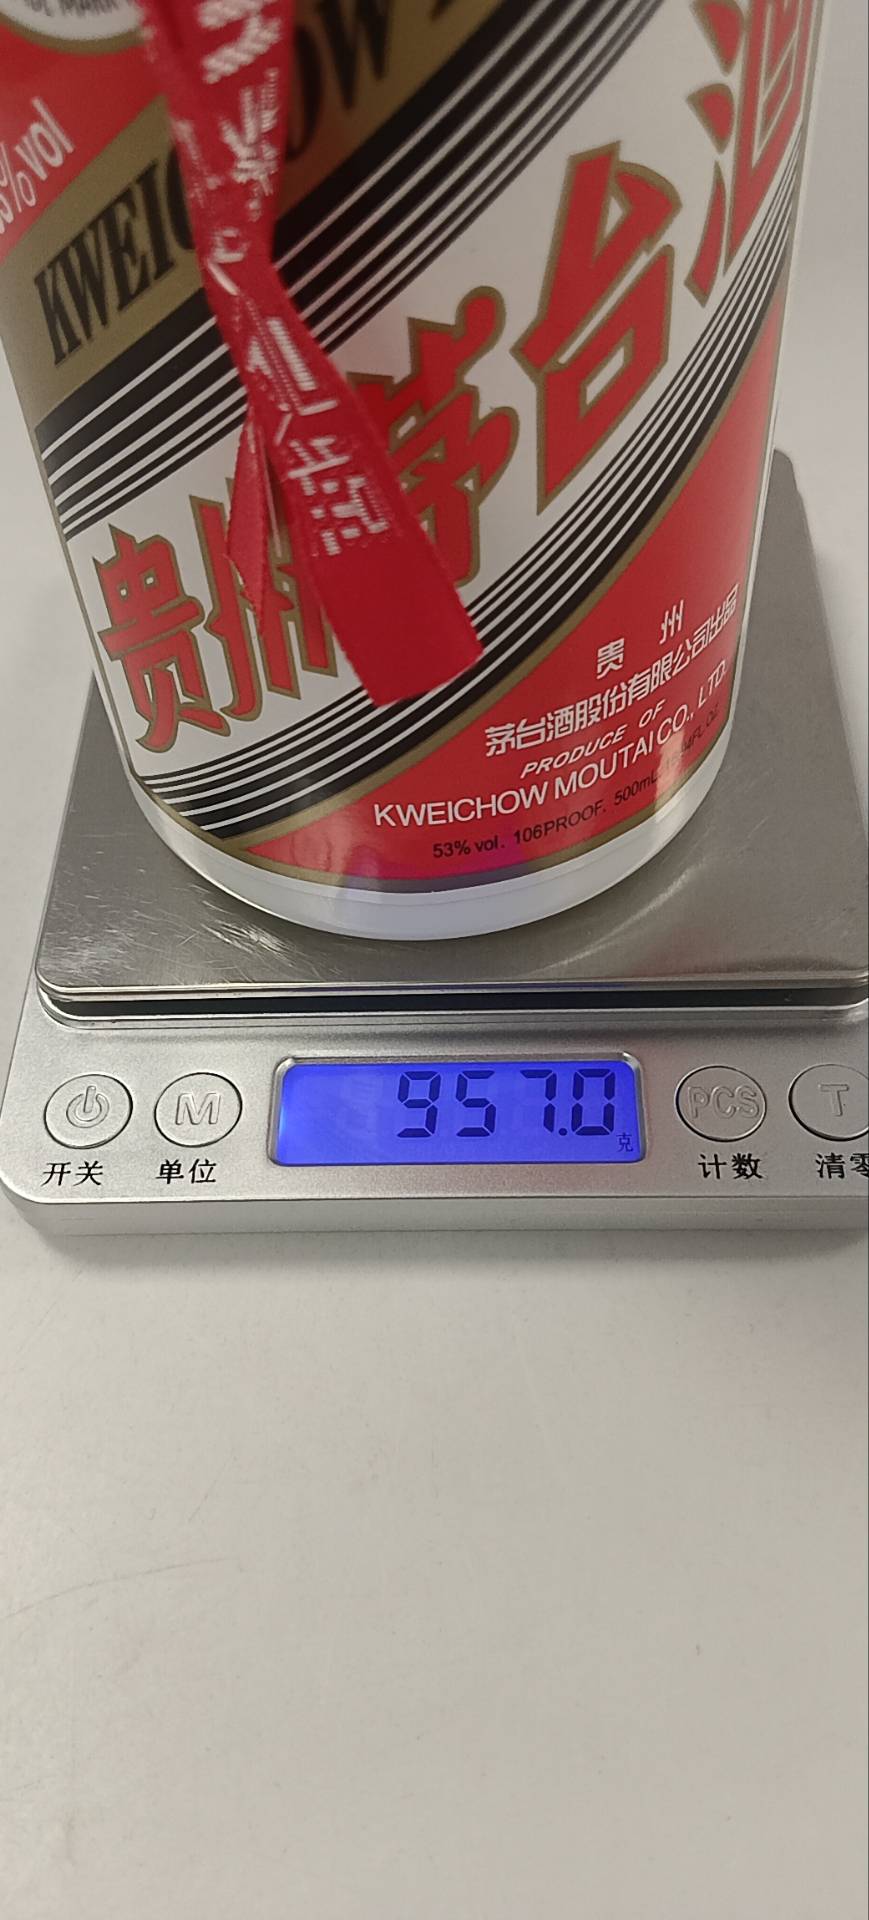 %vol
KWEIC
OW
贵州茅台酒
贵 州
茅台酒股份有限公司出品
PRODUCE OF
KWEICHOW MOUTAI CO., LTD.
53% vol. 106PROOF. 500mL
957.0
克
M
PCS
T
开关
单位
计数
清零